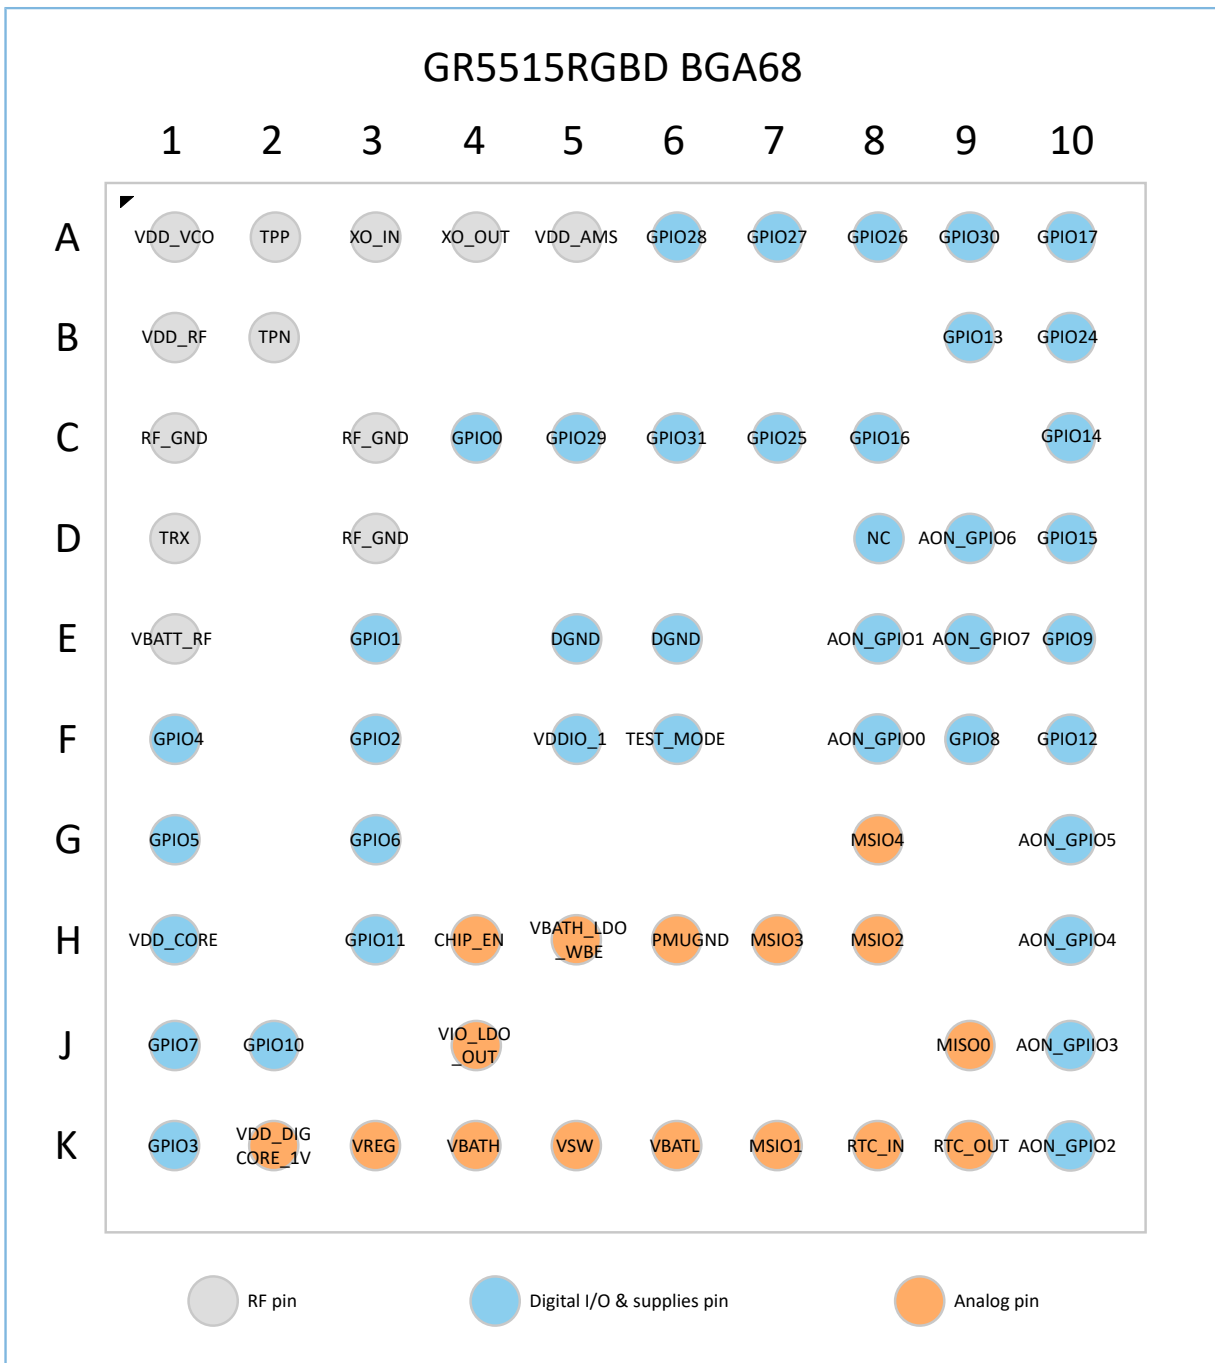 GR5515RGBD BGA68
1 2 3 4 5 6 7 8 9 10
A VDD_VCO TPP XO_IN XO_OUT VDD_AMS GPIO28 GPIO27 GPIO26 GPIO30 GPIO17
B VDD_RF TPN GPIO13 GPIO24
C RF_GND RF_GND GPIO0 GPIO29 GPIO31 GPIO25 GPIO16 GPIO14
D TRX RF_GND NC AON_GPIO6 GPIO15
E VBATT_RF GPIO1 DGND DGND AON_GPIO1 AON_GPIO7 GPIO9
F GPIO4 GPIO2 VDDIO_1 TEST_MODE AON_GPIO0 GPIO8 GPIO12
G GPIO5 GPIO6 MSIO4 AON_GPIO5
H VDD_CORE GPIO11 CHIP_EN VBATH_LDO
_WBE PMUGND MSIO3 MSIO2 AON_GPIO4
J GPIO7 GPIO10 VIO_LDO
_OUT MISO0 AON_GPIIO3
K GPIO3 VDD_DIG
CORE_1V VREG VBATH VSW VBATL MSIO1 RTC_IN RTC_OUT AON_GPIO2
RF pin Digital I/O & supplies pin Analog pin